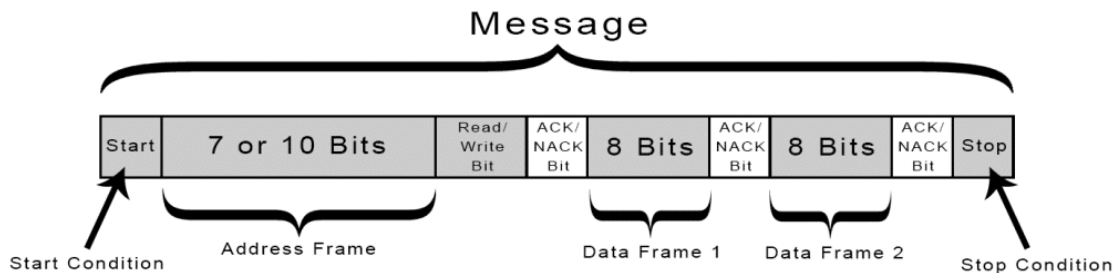 Message
Start
7 or 10 Bits
Read/
Write
Bit
ACK/
NACK
Bit
8 Bits
ACK/
NACK
Bit
8 Bits
ACK/
NACK
Bit
Stop
Start Condition
Address Frame
Data Frame 1
Data Frame 2
Stop Condition